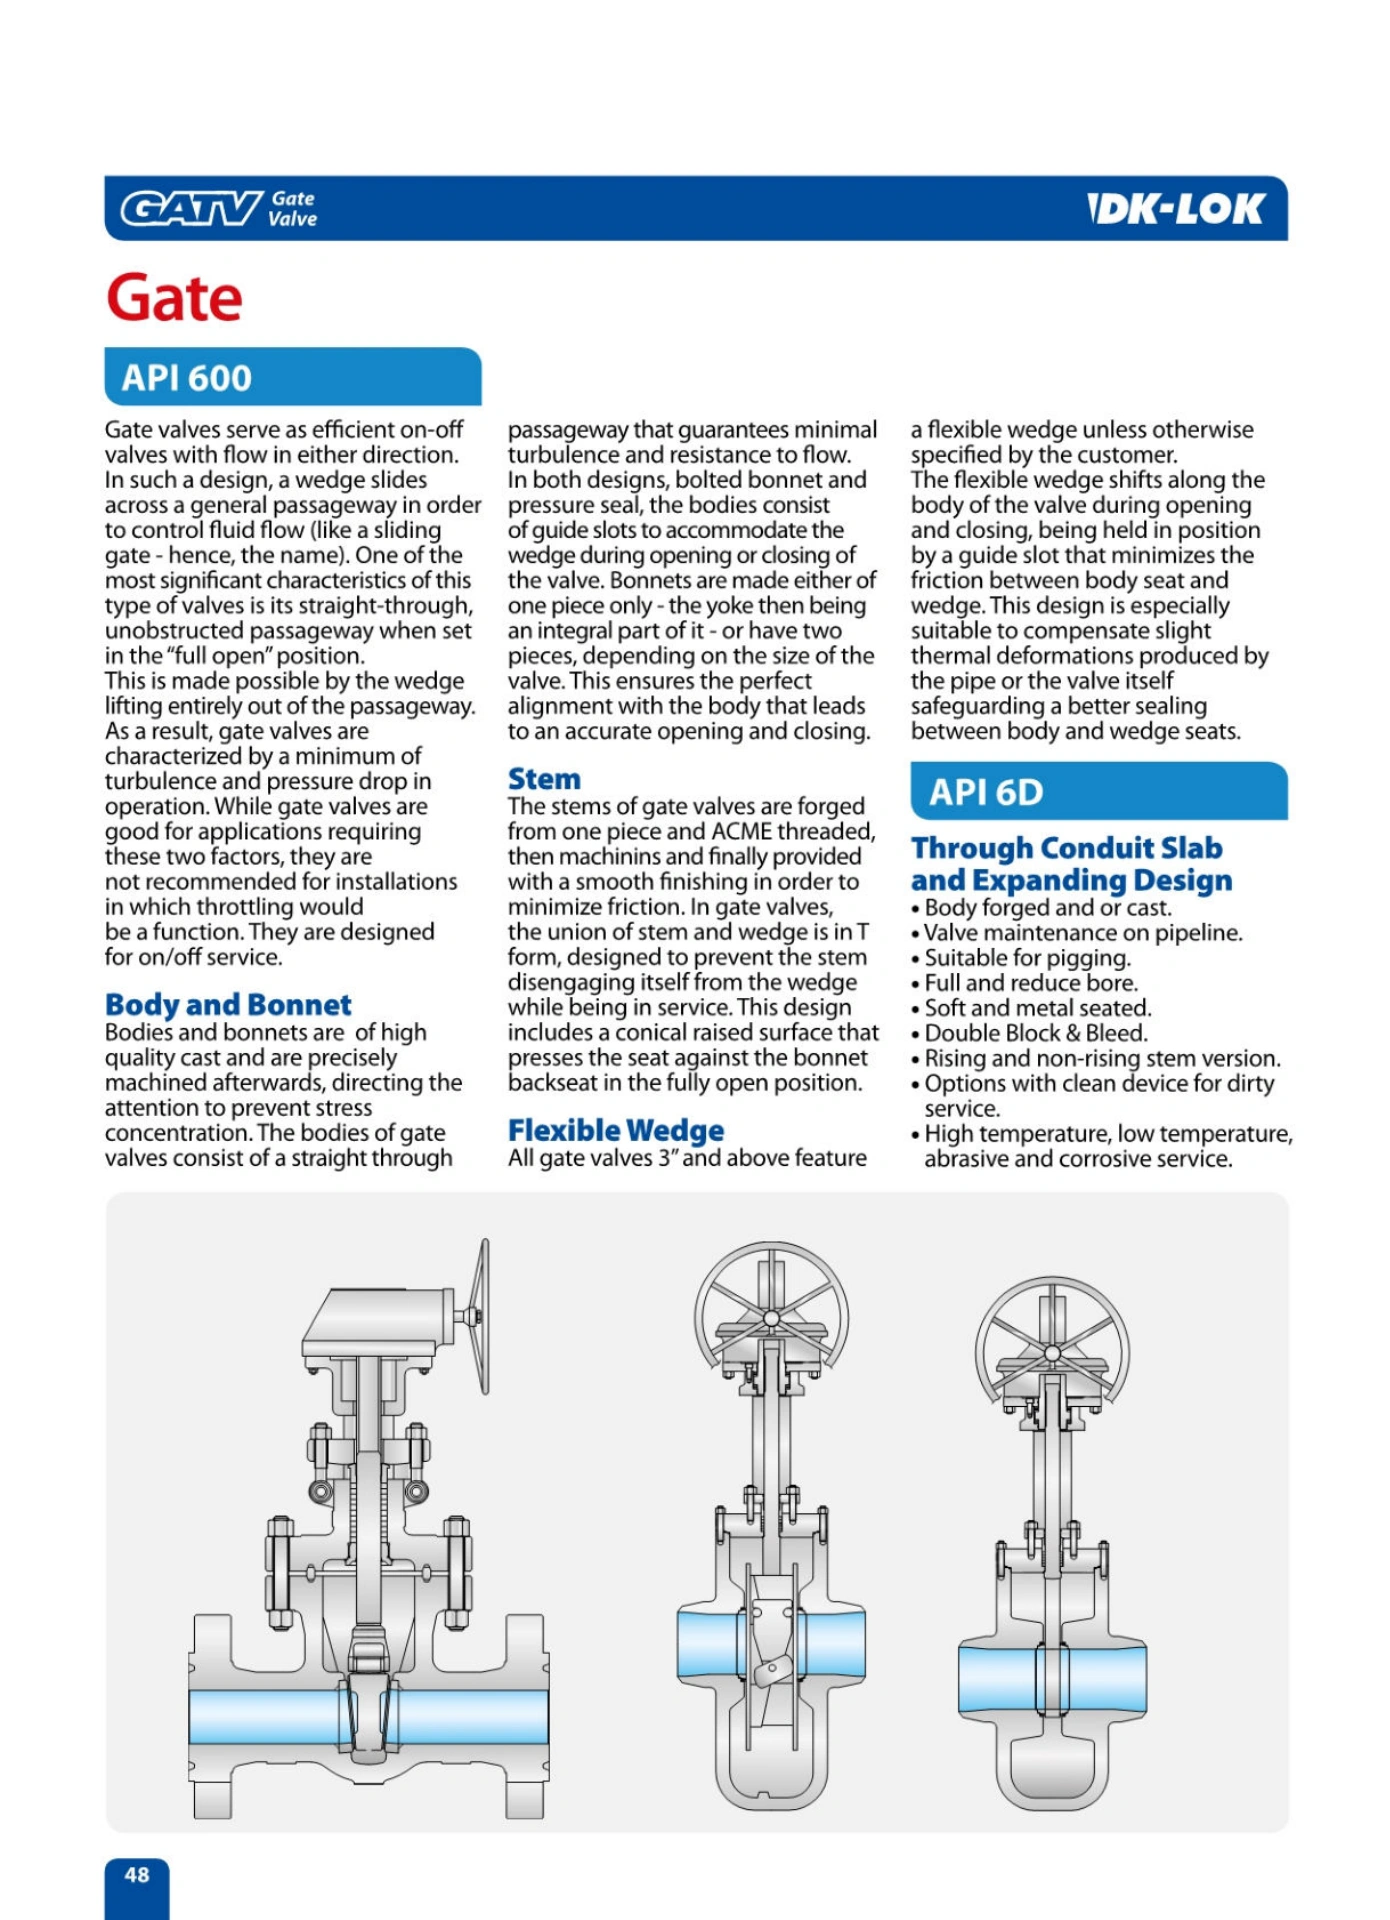 GATV Gate
Valve
DK-LOK
Gate
API 600
Gate valves serve as efficient on-off
valves with flow in either direction.
In such a design, a wedge slides
across a general passageway in order
to control fluid flow (like a sliding
gate - hence, the name). One of the
most significant characteristics of this
type of valves is its straight-through,
unobstructed passageway when set
in the “full open” position.
This is made possible by the wedge
lifting entirely out of the passageway.
As a result, gate valves are
characterized by a minimum of
turbulence and pressure drop in
operation. While gate valves are
good for applications requiring
these two factors, they are
not recommended for installations
in which throttling would
be a function. They are designed
for on/off service.
Body and Bonnet
Bodies and bonnets are of high
quality cast and are precisely
machined afterwards, directing the
attention to prevent stress
concentration. The bodies of gate
valves consist of a straight through
passageway that guarantees minimal
turbulence and resistance to flow.
In both designs, bolted bonnet and
pressure seal, the bodies consist
of guide slots to accommodate the
wedge during opening or closing of
the valve. Bonnets are made either of
one piece only - the yoke then being
an integral part of it - or have two
pieces, depending on the size of the
valve. This ensures the perfect
alignment with the body that leads
to an accurate opening and closing.
Stem
The stems of gate valves are forged
from one piece and ACME threaded,
then machinins and finally provided
with a smooth finishing in order to
minimize friction. In gate valves,
the union of stem and wedge is in T
form, designed to prevent the stem
disengaging itself from the wedge
while being in service. This design
includes a conical raised surface that
presses the seat against the bonnet
backseat in the fully open position.
Flexible Wedge
All gate valves 3” and above feature
a flexible wedge unless otherwise
specified by the customer.
The flexible wedge shifts along the
body of the valve during opening
and closing, being held in position
by a guide slot that minimizes the
friction between body seat and
wedge. This design is especially
suitable to compensate slight
thermal deformations produced by
the pipe or the valve itself
safeguarding a better sealing
between body and wedge seats.
API 6D
Through Conduit Slab
and Expanding Design
• Body forged and or cast.
• Valve maintenance on pipeline.
• Suitable for pigging.
• Full and reduce bore.
• Soft and metal seated.
• Double Block & Bleed.
• Rising and non-rising stem version.
• Options with clean device for dirty
service.
• High temperature, low temperature,
abrasive and corrosive service.
48